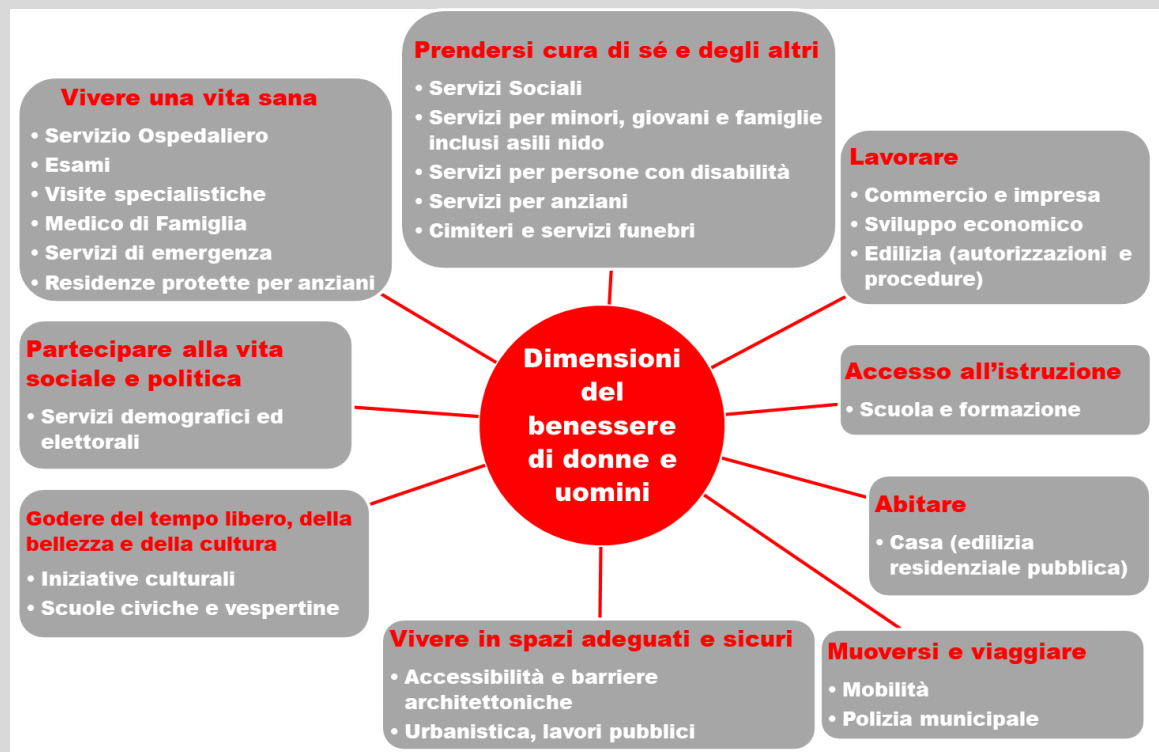 Prendersi cura di sé e degli altri
• Servizi Sociali
• Servizi per minori, giovani e famiglie
inclusi asili nido
• Servizi per persone con disabilità
• Servizi per anziani
• Cimiteri e servizi funebri
Vivere una vita sana
• Servizio Ospedaliero
• Esami
• Visite specialistiche
• Medico di Famiglia
• Servizi di emergenza
• Residenze protette per anziani
Lavorare
• Commercio e impresa
• Sviluppo economico
• Edilizia (autorizzazioni e
procedure)
Partecipare alla vita
sociale e politica
• Servizi demografici ed
elettorali
Dimensioni
del
benessere
di donne e
uomini
Accesso all’istruzione
• Scuola e formazione
Godere del tempo libero, della
bellezza e della cultura
• Iniziative culturali
• Scuole civiche e vespertine
Abitare
• Casa (edilizia
residenziale pubblica)
Vivere in spazi adeguati e sicuri
• Accessibilità e barriere
architettoniche
• Urbanistica, lavori pubblici
Muoversi e viaggiare
• Mobilità
• Polizia municipale